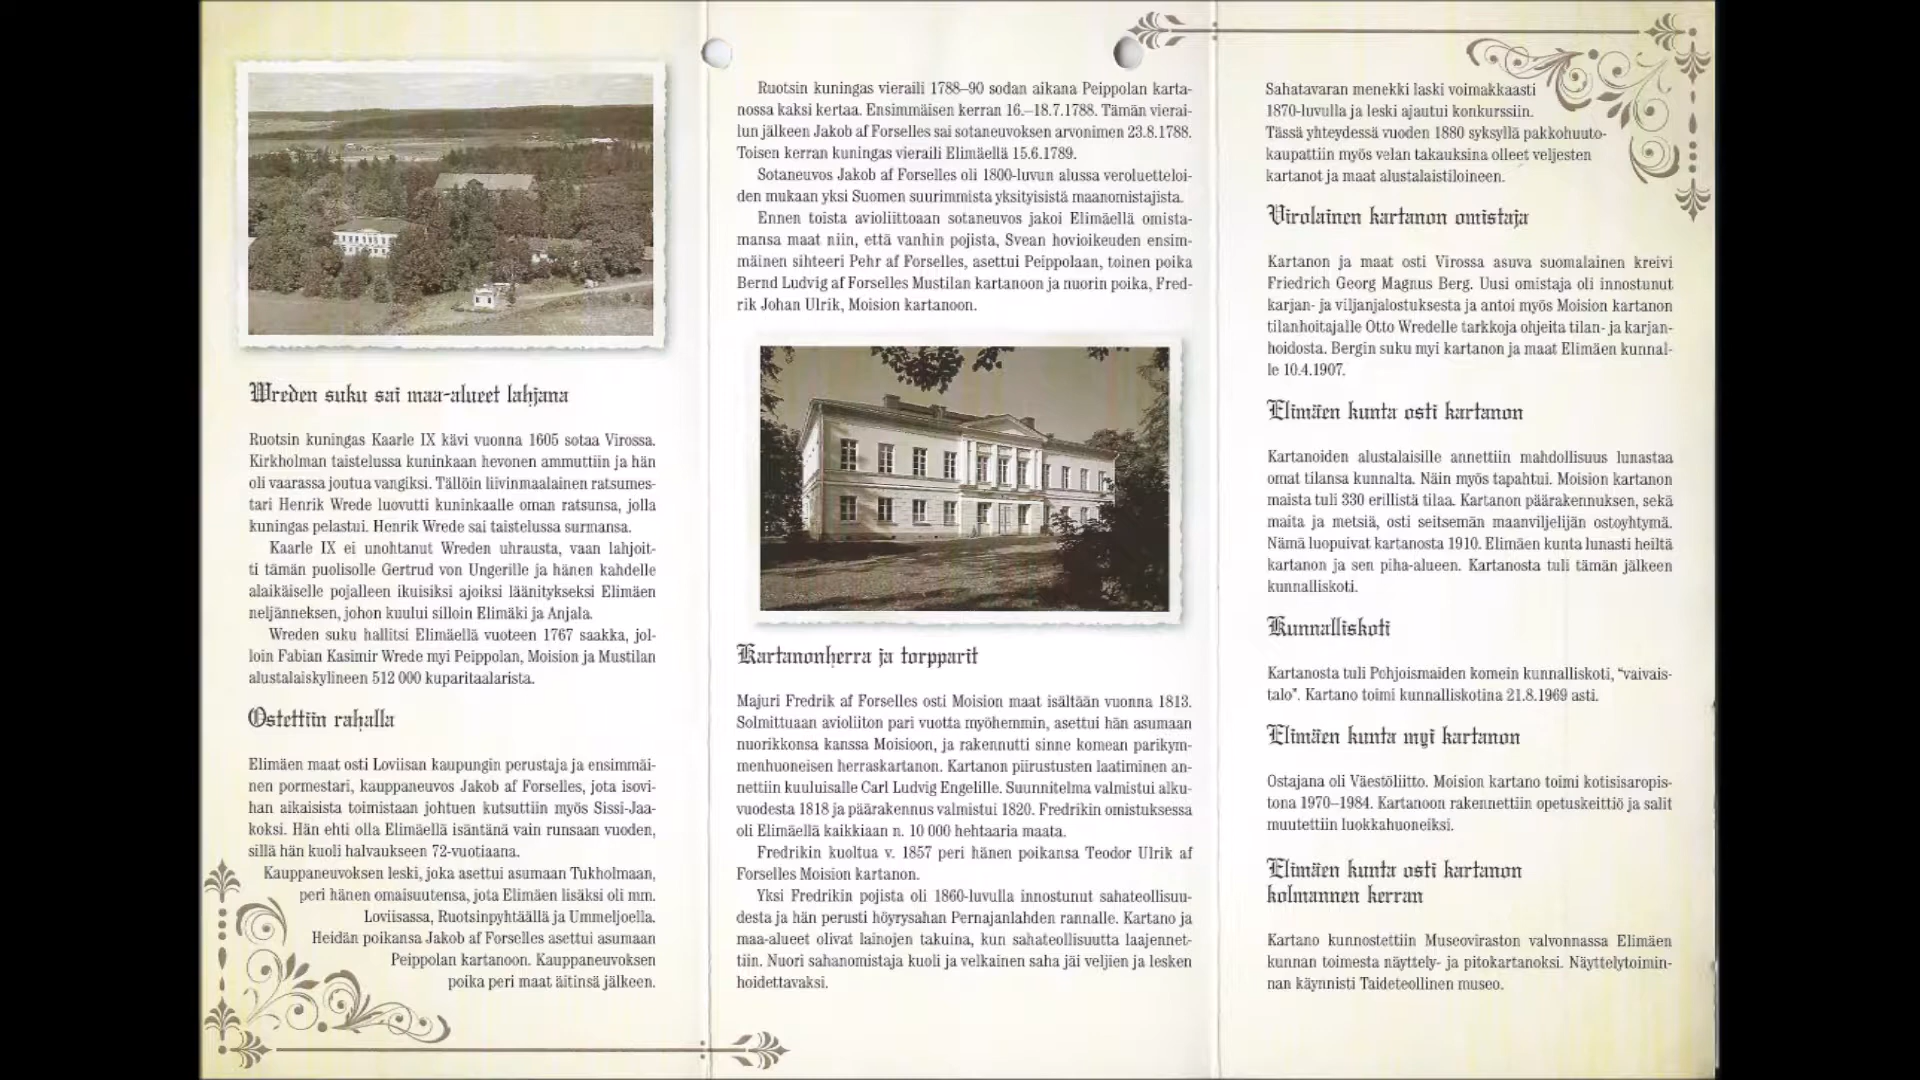 Wreden suku sai maa-alueet lahjana
Ruotsin kuningas Kaarle IX kävi vuonna 1605 sotaa Virossa.
Kirkholman taistelussa kuninkaan hevonen ammuttiin ja hän
oli vaarassa joutua vangiksi. Tällöin liivinmaalainen ratsumes-
tari Henrik Wrede luovutti kuninkaalle oman ratsunsa, jolla
kuningas pelastui. Henrik Wrede sai taistelussa surmansa.
Kaarle IX ei unohtanut Wreden uhrausta, vaan lahjoit-
ti tämän puolisolle Gertrud von Ungerille ja hänen kahdelle
alaikäiselle pojalleen ikuisiksi ajoiksi läänitykseksi Elimäen
neljänneksen, johon kuului silloin Elimäki ja Anjala.
Wreden suku hallitsi Elimäellä vuoteen 1767 saakka, jol-
loin Fabian Kasimir Wrede myi Peippolan, Moision ja Mustilan
alustalaiskylineen 512 000 kuparitaalarista.
Ostettiin rahalla
Elimäen maat osti Loviisan kaupungin perustaja ja ensimmäi-
nen pormestari, kauppaneuvos Jakob af Forselles, jota isovi-
han aikaisista toimistaan johtuen kutsuttiin myös Sissi-Jaa-
koksi. Hän ehti olla Elimäellä isäntänä vain runsaan vuoden,
sillä hän kuoli halvaukseen 72-vuotiaana.
Kauppaneuvoksen leski, joka asettui asumaan Tukholmaan,
peri hänen omaisuutensa, jota Elimäen lisäksi oli mm.
Loviisassa, Ruotsinpyhtäällä ja Ummeljoella.
Heidän poikansa Jakob af Forselles asettui asumaan
Peippolan kartanoon. Kauppaneuvoksen
poika peri maat äitinsä jälkeen.
Ruotsin kuningas vieraili 1788–90 sodan aikana Peippolan karta-
nossa kaksi kertaa. Ensimmäisen kerran 16.–18.7.1788. Tämän vierai-
lun jälkeen Jakob af Forselles sai sotaneuvoksen arvonimen 23.8.1788.
Toisen kerran kuningas vieraili Elimäellä 15.6.1789.
Sotaneuvos Jakob af Forselles oli 1800-luvun alussa veroluetteloi-
den mukaan yksi Suomen suurimmista yksityisistä maanomistajista.
Ennen toista avioliittoaan sotaneuvos jakoi Elimäellä omista-
mansa maat niin, että vanhin pojista, Svean hovioikeuden ensim-
mäinen sihteeri Pehr af Forselles, asettui Peippolaan, toinen poika
Bernd Ludvig af Forselles Mustilan kartanoon ja nuorin poika, Fred-
rik Johan Ulrik, Moision kartanoon.
Kartanonherra ja torpparit
Majuri Fredrik af Forselles osti Moision maat isältään vuonna 1813.
Solmittuaan avioliiton pari vuotta myöhemmin, asettui hän asumaan
nuorikkonsa kanssa Moisioon, ja rakennutti sinne komean parikym-
menhuoneisen herraskartanon. Kartanon piirustusten laatiminen an-
nettiin kuuluisalle Carl Ludvig Engelille. Suunnitelma valmistui alku-
vuodesta 1818 ja päärakennus valmistui 1820. Fredrikin omistuksessa
oli Elimäellä kaikkiaan n. 10 000 hehtaaria maata.
Fredrikin kuoltua v. 1857 peri hänen poikansa Teodor Ulrik af
Forselles Moision kartanon.
Yksi Fredrikin pojista oli 1860-luvulla innostunut sahateollisuu-
desta ja hän perusti höyrysahan Pernajanlahden rannalle. Kartano ja
maa-alueet olivat lainojen takuina, kun sahateollisuutta laajennet-
tiin. Nuori sahanomistaja kuoli ja velkainen saha jäi veljien ja lesken
hoidettavaksi.
Sahatavaran menekki laski voimakkaasti
1870-luvulla ja leski ajautui konkurssiin.
Tässä yhteydessä vuoden 1880 syksyllä pakkohuuto-
kaupattiin myös velan takauksina olleet veljesten
kartanot ja maat alustalaistiloineen.
Virolainen kartanon omistaja
Kartanon ja maat osti Virossa asuva suomalainen kreivi
Friedrich Georg Magnus Berg. Uusi omistaja oli innostunut
karjan- ja viljanjalostuksesta ja antoi myös Moision kartanon
tilanhoitajalle Otto Wredelle tarkkoja ohjeita tilan- ja karjan-
hoidosta. Bergin suku myi kartanon ja maat Elimäen kunnal-
le 10.4.1907.
Elimäen kunta osti kartanon
Kartanoiden alustalaisille annettiin mahdollisuus lunastaa
omat tilansa kunnalta. Näin myös tapahtui. Moision kartanon
maista tuli 330 erillistä tilaa. Kartanon päärakennuksen, sekä
maita ja metsiä, osti seitsemän maanviljelijän ostoyhtymä.
Nämä luopuivat kartanosta 1910. Elimäen kunta lunasti heiltä
kartanon ja sen piha-alueen. Kartanosta tuli tämän jälkeen
kunnalliskoti.
Kunnalliskoti
Kartanosta tuli Pohjoismaiden komein kunnalliskoti, “vaivais-
talo”. Kartano toimi kunnalliskotina 21.8.1969 asti.
Elimäen kunta myi kartanon
Ostajana oli Väestöliitto. Moision kartano toimi kotisisaropis-
tona 1970–1984. Kartanoon rakennettiin opetuskeittiö ja salit
muutettiin luokkahuoneiksi.
Elimäen kunta osti kartanon
kolmannen kerran
Kartano kunnostettiin Museoviraston valvonnassa Elimäen
kunnan toimesta näyttely- ja pitokartanoksi. Näyttelytoimin-
nan käynnisti Taideteollinen museo.